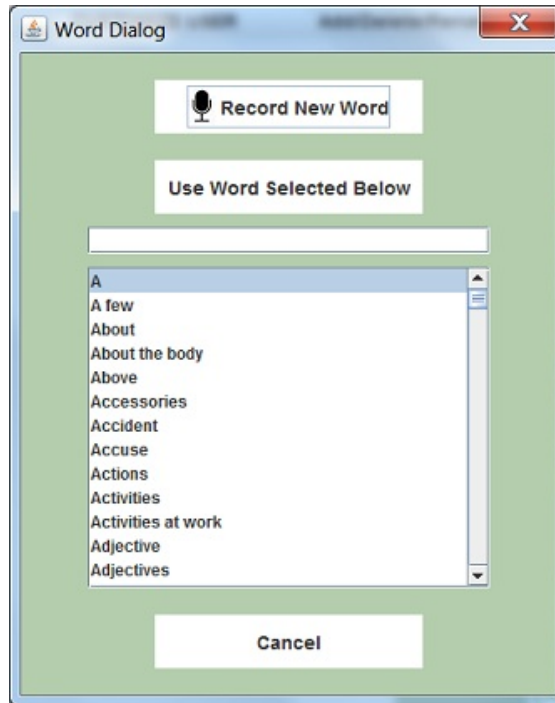 Word Dialog
Record New Word
Use Word Selected Below
A
A few
About
About the body
Above
Accessories
Accident
Accuse
Actions
Activities
Activities at work
Adjective
Adjectives
Cancel